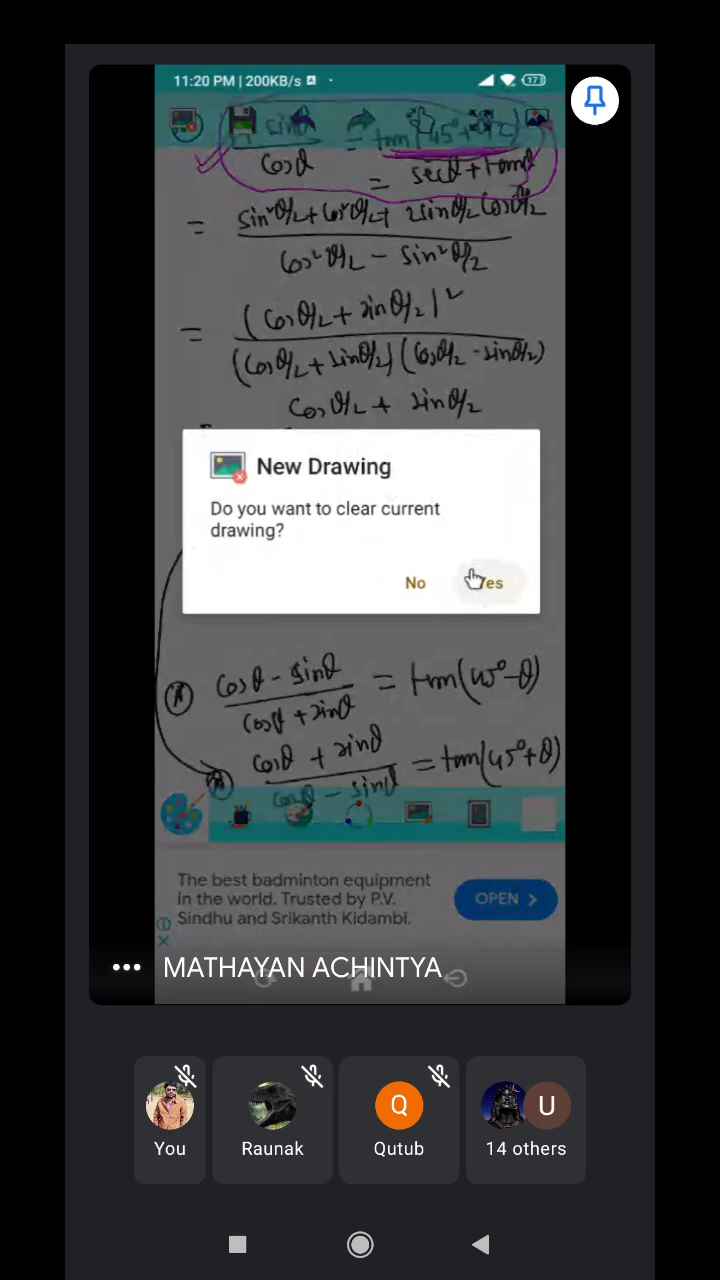 11:20 PM | 200KB/s
17
sinθ
cosθ
= tan(45°+
= secθ + tanθ
= sin²θ/2 + cos²θ/2 + 2sinθ/2 cosθ/2
cos²θ/2 - sin²θ/2
= (cosθ/2 + sinθ/2)²
(cosθ/2 + sinθ/2)(cosθ/2 - sinθ/2)
cosθ/2 + sinθ/2
New Drawing
Do you want to clear current
drawing?
No Yes
cosθ - sinθ
cosθ + sinθ
= tan(45°-θ)
cosθ + sinθ
cosθ - sinθ
= tan(45°+θ)
The best badminton equipment
in the world. Trusted by P.V.
Sindhu and Srikanth Kidambi.
OPEN >
MATHAYAN ACHINTYA
Q U
You Raunak Qutub 14 others